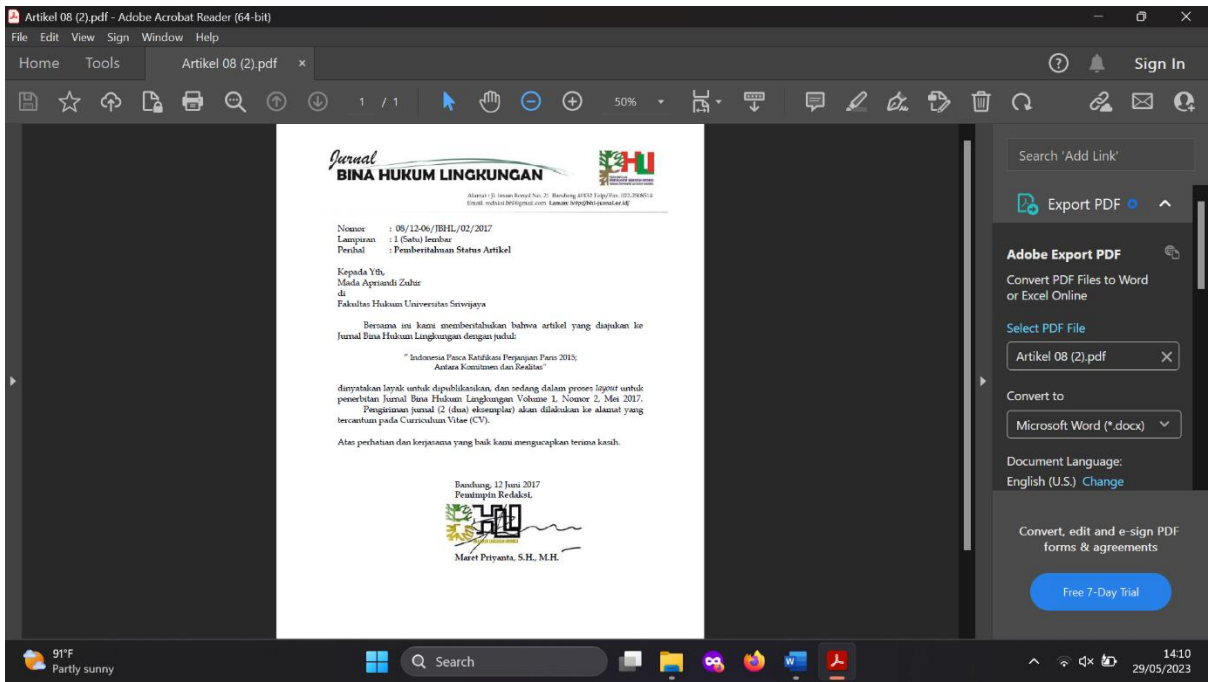 Artikel 08 (2).pdf - Adobe Acrobat Reader (64-bit)
File Edit View Sign Window Help
Home Tools Artikel 08 (2).pdf × Sign In
1 / 1 50%
Jurnal
BINA HUKUM LINGKUNGAN
BHLI
Nomor : 08/12-06/JBHL/02/2017
Lampiran : 1 (Satu) lembar
Perihal : Pemberitahuan Status Artikel
Kepada Yth,
Mada Apriandi Zuhir
di
Fakultas Hukum Universitas Sriwijaya
Bersama ini kami memberitahukan bahwa artikel yang diajukan ke
Jurnal Bina Hukum Lingkungan dengan judul:
" Indonesia Pasca Ratifikasi Perjanjian Paris 2015;
Antara Komitmen dan Realitas"
dinyatakan layak untuk dipublikasikan, dan sedang dalam proses layout untuk
penerbitan Jurnal Bina Hukum Lingkungan Volume 1, Nomor 2, Mei 2017.
Pengiriman jurnal (2 (dua) eksemplar) akan dilakukan ke alamat yang
tercantum pada Curriculum Vitae (CV).
Atas perhatian dan kerjasama yang baik kami mengucapkan terima kasih.
Bandung, 12 Juni 2017
Pemimpin Redaksi,
Maret Priyanta, S.H., M.H.
Search 'Add Link'
Export PDF
Adobe Export PDF
Convert PDF Files to Word
or Excel Online
Select PDF File
Artikel 08 (2).pdf
Convert to
Microsoft Word (*.docx)
Document Language:
English (U.S.) Change
Convert, edit and e-sign PDF
forms & agreements
Free 7-Day Trial
91°F
Partly sunny
Search
14:10
29/05/2023